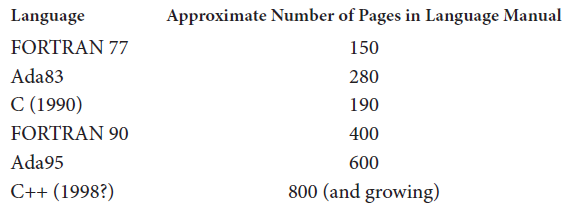 Language Approximate Number of Pages in Language Manual
FORTRAN 77 150
Ada83 280
C (1990) 190
FORTRAN 90 400
Ada95 600
C++ (1998?) 800 (and growing)